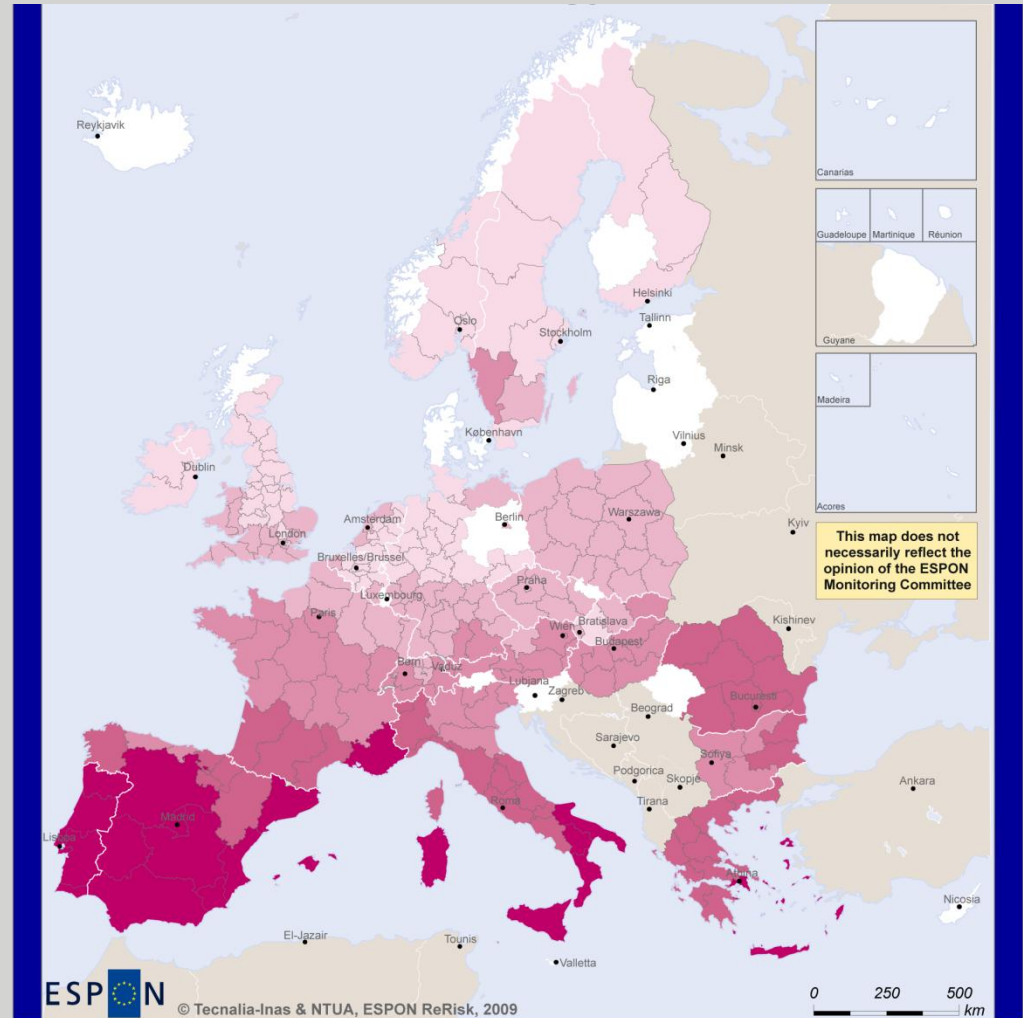 Reykjavik
Canarias
Guadeloupe
Martinique
Réunion
Helsinki
Oslo
Tallinn
Stockholm
Guyane
Riga
Madeira
København
Vilnius
Minsk
Dublin
Acores
Amsterdam
Berlin
Warszawa
Kyiv
London
This map does not
necessarily reflect the
opinion of the ESPON
Monitoring Committee
Bruxelles/Brussel
Praha
Luxembourg
Paris
Wien
Bratislava
Kishinev
Budapest
Bern
Vaduz
Lubjana
Zagreb
Bucuresti
Beograd
Sarajevo
Sofiya
Podgorica
Skopje
Ankara
Roma
Tirana
Madrid
Lisboa
Athina
Nicosia
El-Jazair
Tounis
Valletta
ESPON
© Tecnalia-Inas & NTUA, ESPON ReRisk, 2009
0 250 500
km